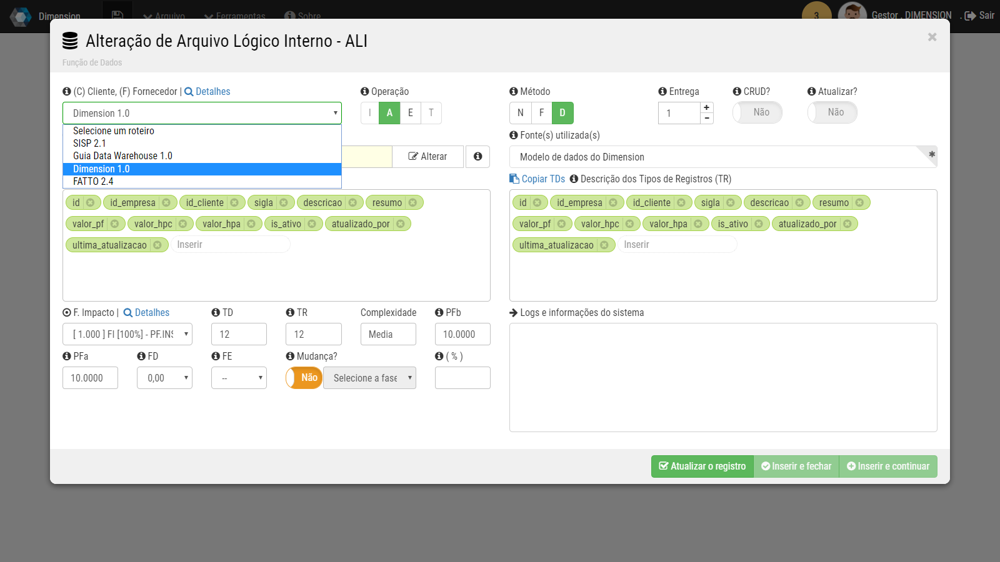 Dimension
Arquivo
Ferramentas
Sobre
3
Gestor . DIMENSION
. Sair
Alteração de Arquivo Lógico Interno - ALI
×
Função de Dados
(C) Cliente, (F) Fornecedor | Detalhes
Operação
Método
Entrega
CRUD?
Atualizar?
Dimension 1.0
I A E T
N F D
1
+
−
Não
Não
Selecione um roteiro
SISP 2.1
Guia Data Warehouse 1.0
Dimension 1.0
FATTO 2.4
Alterar
Fonte(s) utilizada(s)
Modelo de dados do Dimension
*
Copiar TDs Descrição dos Tipos de Registros (TR)
id id_empresa id_cliente sigla descricao resumo
valor_pf valor_hpc valor_hpa is_ativo atualizado_por
ultima_atualizacao Inserir
id id_empresa id_cliente sigla descricao resumo
valor_pf valor_hpc valor_hpa is_ativo atualizado_por
ultima_atualizacao Inserir
F. Impacto | Detalhes
TD
TR
Complexidade
PFb
[ 1.000 ] FI [100%] - PF.INS
12
12
Media
10.0000
PFa
FD
FE
Mudança?
( % )
10.0000
0,00
--
Não
Selecione a fase
Logs e informações do sistema
Atualizar o registro
Inserir e fechar
Inserir e continuar